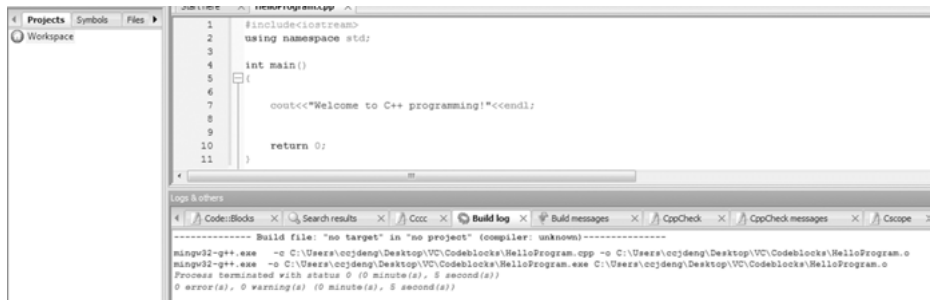 Projects Symbols Files
Workspace
Start here × HelloProgram.cpp ×
1 #include<iostream>
2 using namespace std;
3
4 int main()
5 {
6
7 cout<<"Welcome to C++ programming!"<<endl;
8
9
10 return 0;
11 }
Logs & others
Code::Blocks × Search results × Cccc × Build log × Build messages × CppCheck × CppCheck messages × Cscope ×
-------------- Build file: "no target" in "no project" (compiler: unknown)---------------
mingw32-g++.exe -c C:\Users\ccjdeng\Desktop\VC\Codeblocks\HelloProgram.cpp -o C:\Users\ccjdeng\Desktop\VC\Codeblocks\HelloProgram.o
mingw32-g++.exe -o C:\Users\ccjdeng\Desktop\VC\Codeblocks\HelloProgram.exe C:\Users\ccjdeng\Desktop\VC\Codeblocks\HelloProgram.o
Process terminated with status 0 (0 minute(s), 5 second(s))
0 error(s), 0 warning(s) (0 minute(s), 5 second(s))